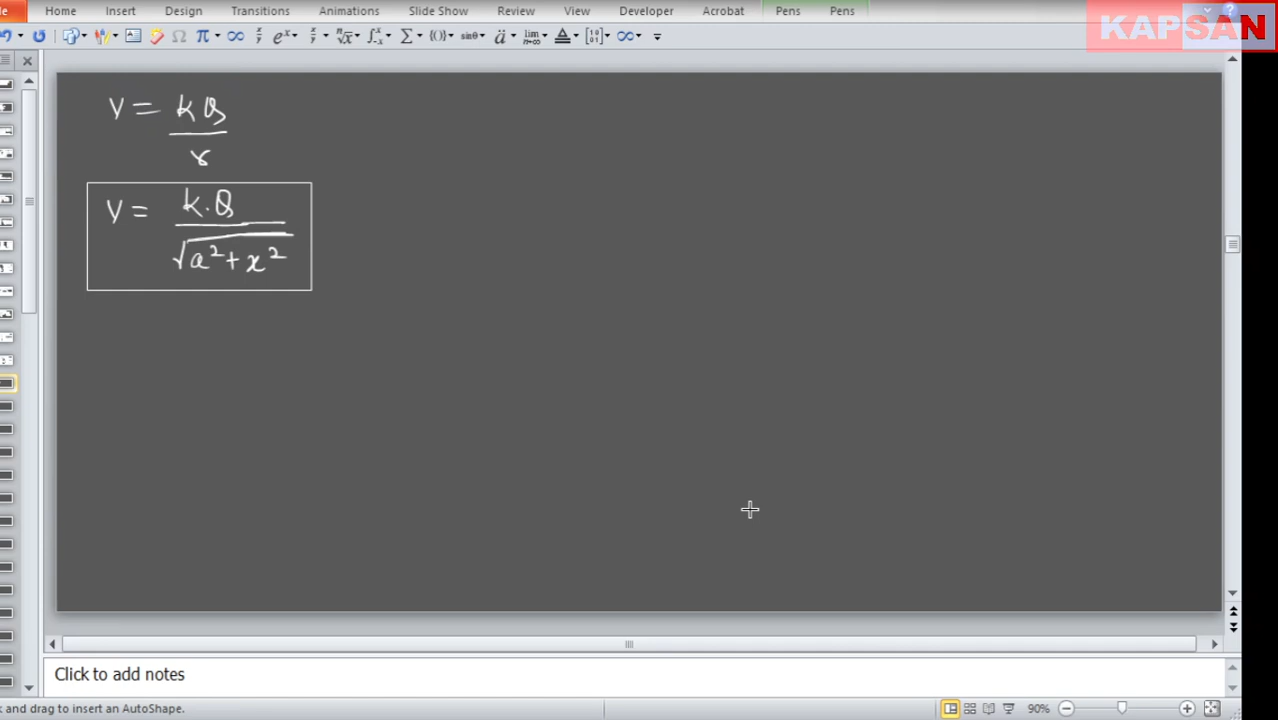 Home Insert Design Transitions Animations Slide Show Review View Developer Acrobat Pens Pens
KAPSAN
V = kQ / r
V = k.Q / √a²+x²
Click to add notes
and drag to insert an AutoShape.
90%